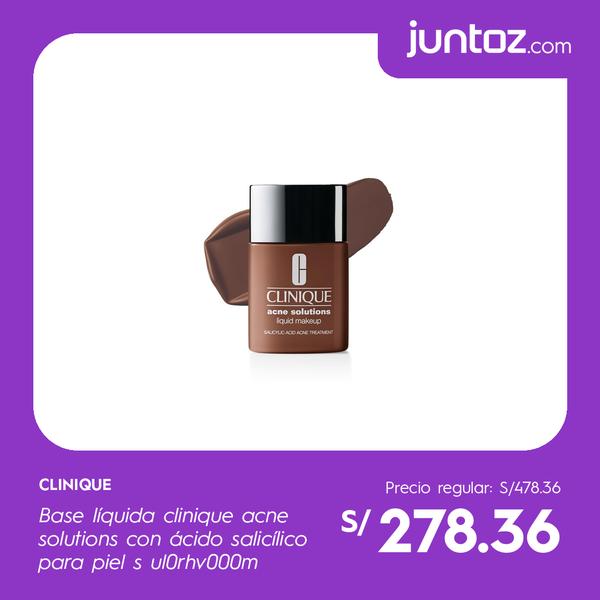 juntoz.com
CLINIQUE
acne solutions
liquid makeup
SALICYLIC ACID ACNE TREATMENT
CLINIQUE
Base líquida clinique acne
solutions con ácido salicílico
para piel s ul0rhv000m
Precio regular: S/478.36
S/ 278.36